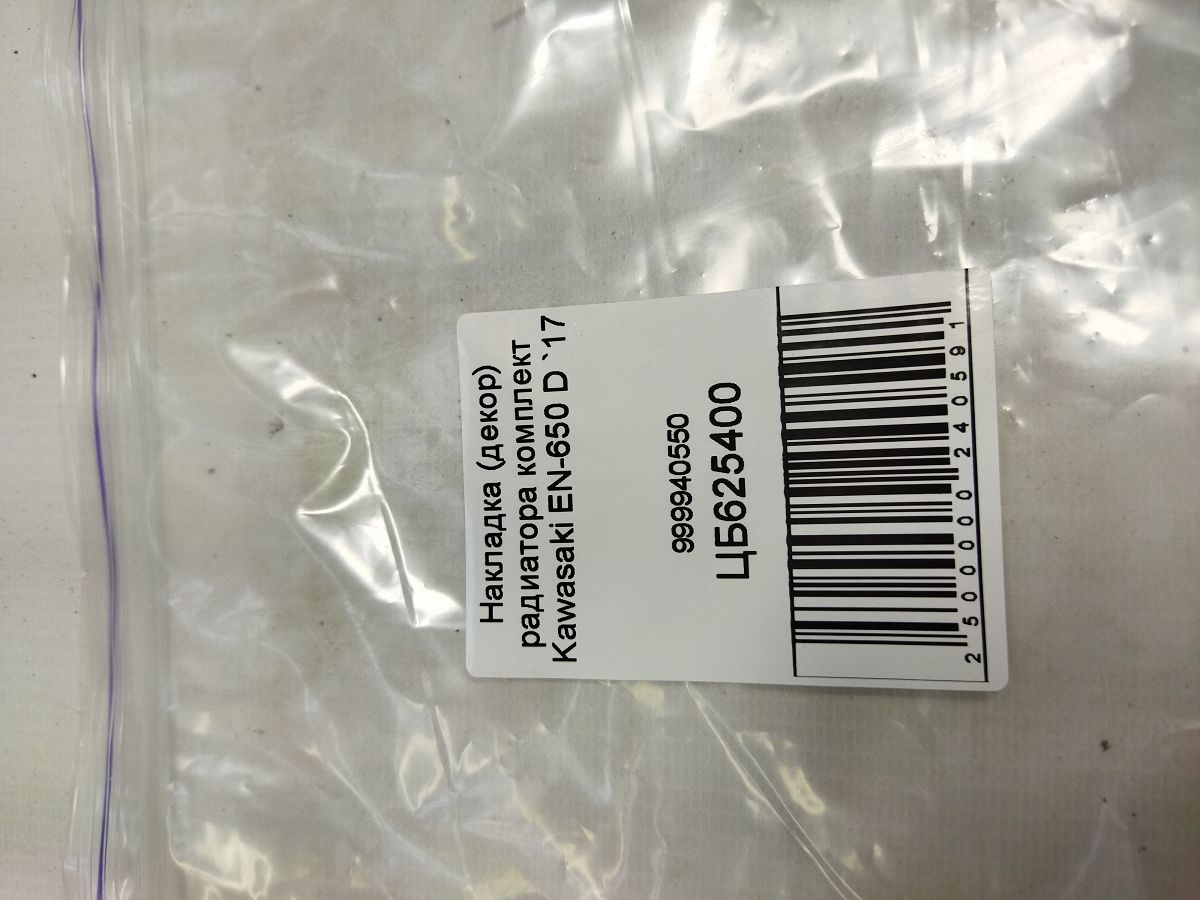 Накладка (декор)
радиатора комплект
Kawasaki EN-650 D `17
999940550
ЦБ625400
2500000240591